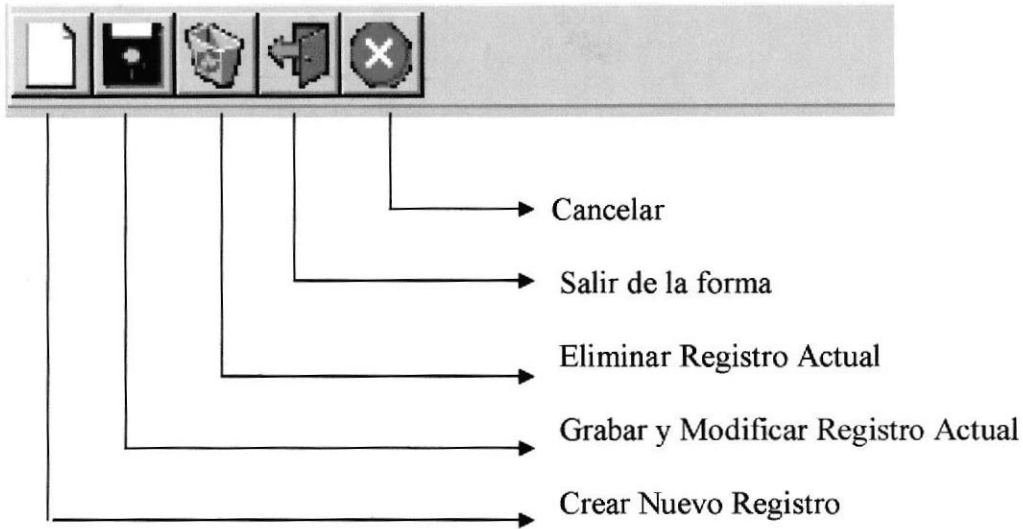 Cancelar
Salir de la forma
Eliminar Registro Actual
Grabar y Modificar Registro Actual
Crear Nuevo Registro